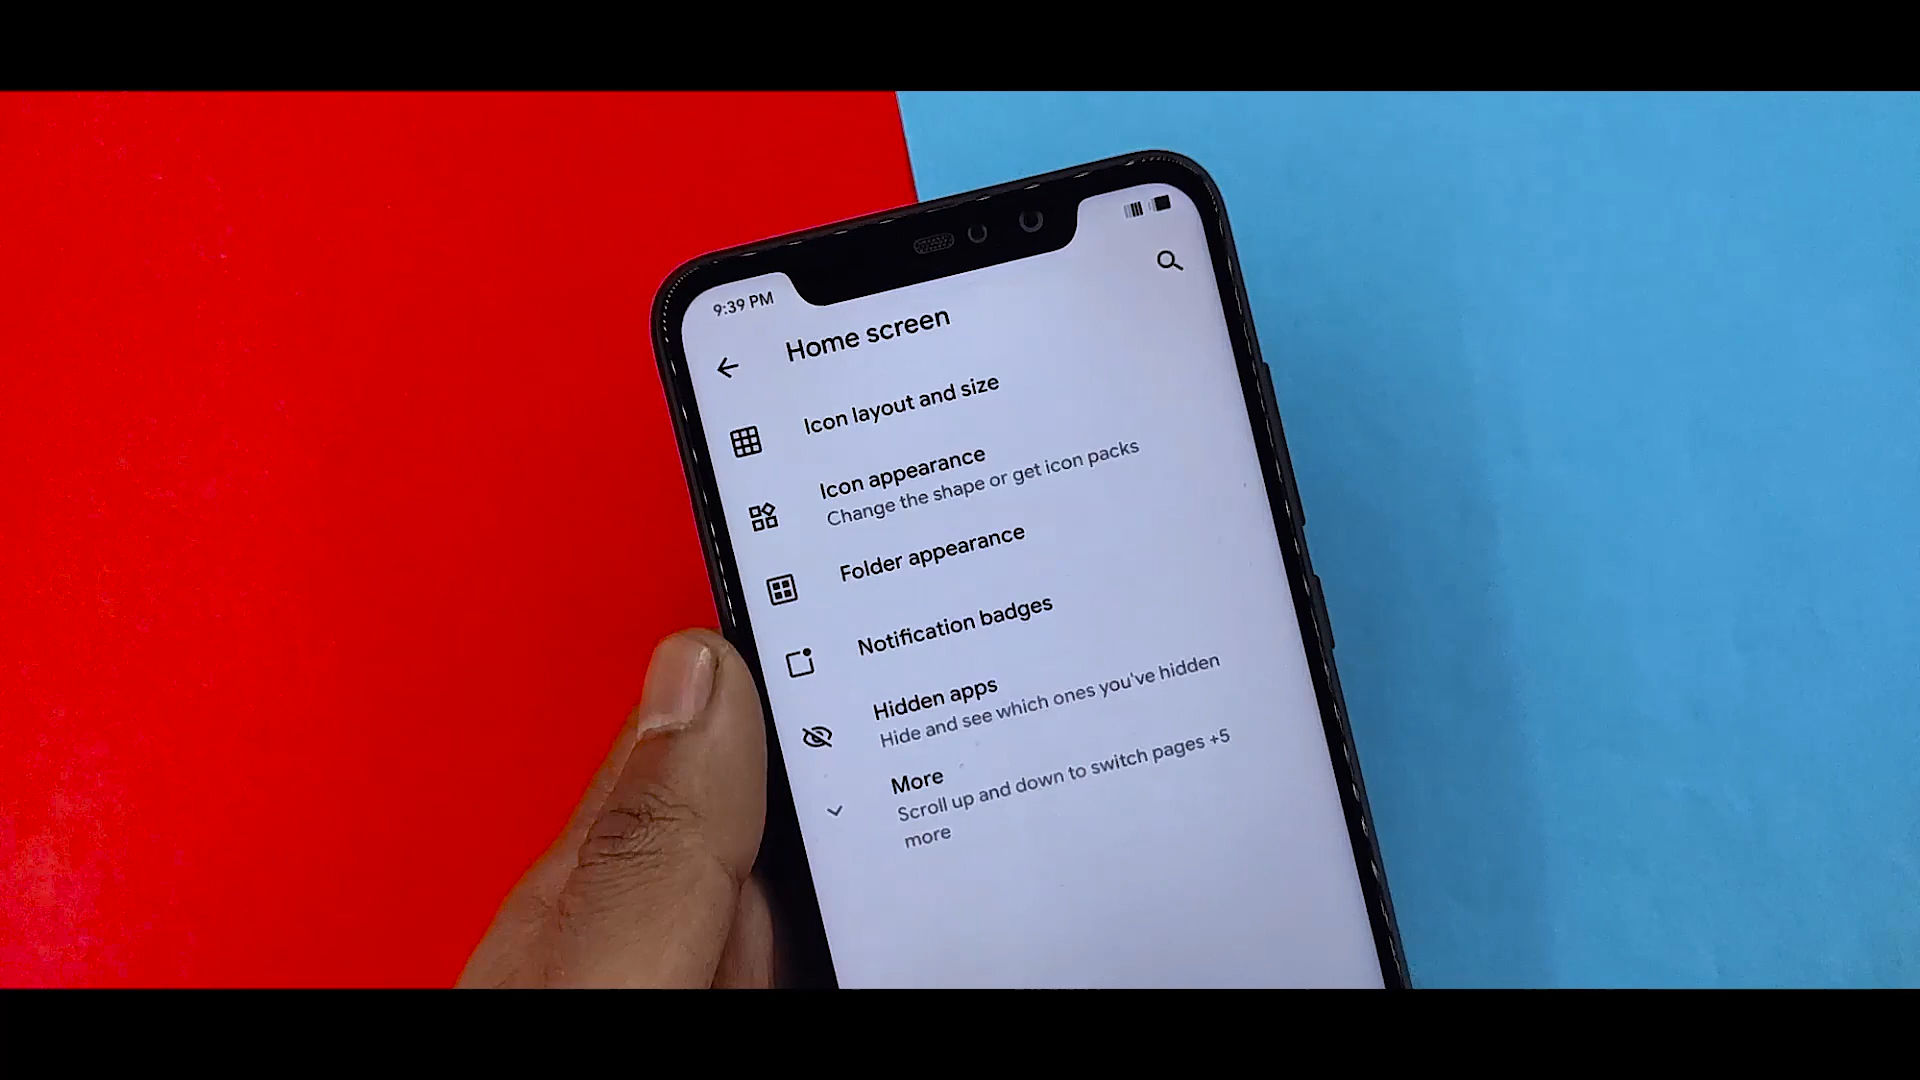 9:39 PM
Home screen
Icon layout and size
Icon appearance
Change the shape or get icon packs
Folder appearance
Notification badges
Hidden apps
Hide and see which ones you've hidden
More
Scroll up and down to switch pages +5
more